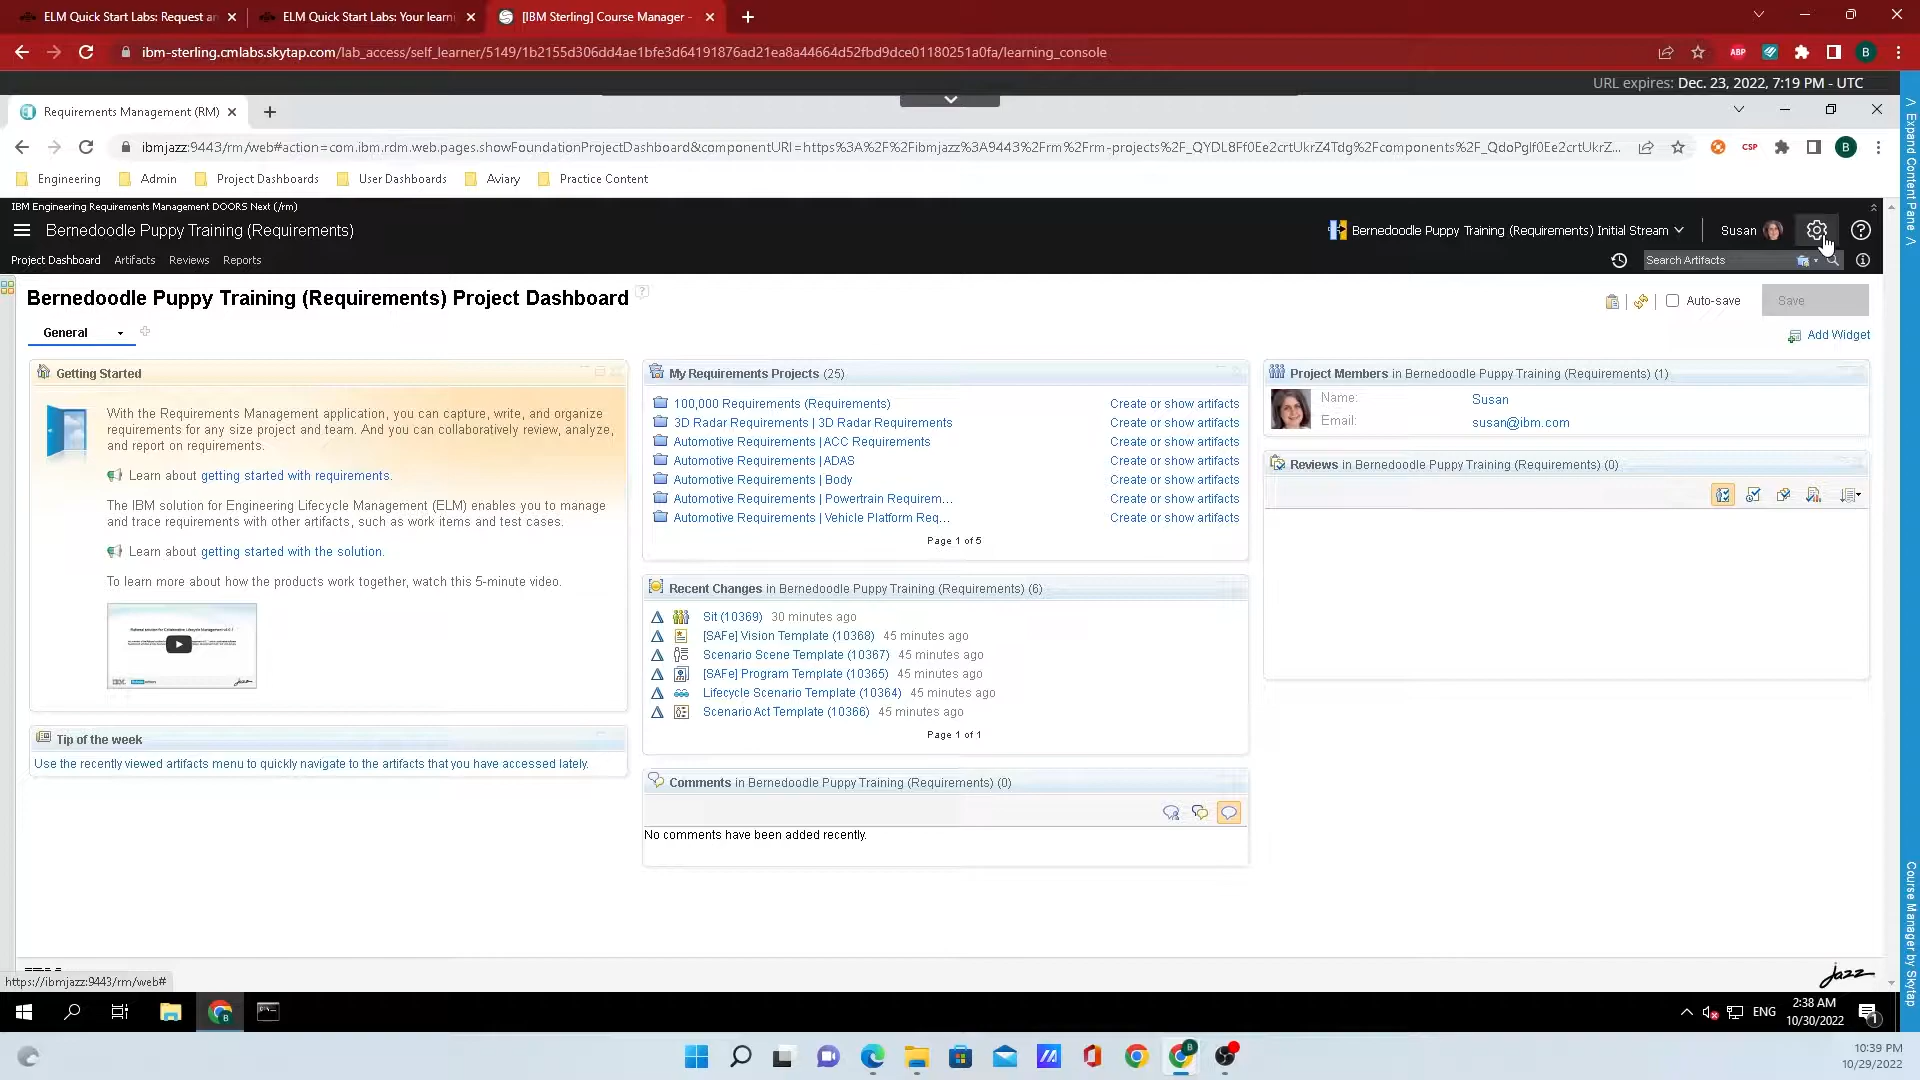 ELM Quick Start Labs: Request an
ELM Quick Start Labs: Your learni
[IBM Sterling] Course Manager -
ibm-sterling.cmlabs.skytap.com/lab_access/self_learner/5149/1b2155d306dd4ae1bfe3d64191876ad21ea8a44664d52fbd9dce01180251a0fa/learning_console
ABP
B
URL expires: Dec. 23, 2022, 7:19 PM - UTC
Requirements Management (RM)
ibmjazz:9443/rm/web#action=com.ibm.rdm.web.pages.showFoundationProjectDashboard&componentURI=https%3A%2F%2Fibmjazz%3A9443%2Frm%2Frm-projects%2F_QYDL8Ff0Ee2crtUkrZ4Tdg%2Fcomponents%2F_QdoPglf0Ee2crtUkrZ...
CSP
B
Engineering
Admin
Project Dashboards
User Dashboards
Aviary
Practice Content
IBM Engineering Requirements Management DOORS Next (/rm)
Bernedoodle Puppy Training (Requirements)
Bernedoodle Puppy Training (Requirements) Initial Stream
Susan
Project Dashboard
Artifacts
Reviews
Reports
Search Artifacts
Bernedoodle Puppy Training (Requirements) Project Dashboard
Auto-save
Save
General
Add Widget
Getting Started
With the Requirements Management application, you can capture, write, and organize
requirements for any size project and team. And you can collaboratively review, analyze,
and report on requirements.
Learn about getting started with requirements.
The IBM solution for Engineering Lifecycle Management (ELM) enables you to manage
and trace requirements with other artifacts, such as work items and test cases.
Learn about getting started with the solution.
To learn more about how the products work together, watch this 5-minute video.
Tip of the week
Use the recently viewed artifacts menu to quickly navigate to the artifacts that you have accessed lately.
My Requirements Projects (25)
100,000 Requirements (Requirements) Create or show artifacts
3D Radar Requirements | 3D Radar Requirements Create or show artifacts
Automotive Requirements | ACC Requirements Create or show artifacts
Automotive Requirements | ADAS Create or show artifacts
Automotive Requirements | Body Create or show artifacts
Automotive Requirements | Powertrain Requirem... Create or show artifacts
Automotive Requirements | Vehicle Platform Req... Create or show artifacts
Page 1 of 5
Recent Changes in Bernedoodle Puppy Training (Requirements) (6)
Sit (10369) 30 minutes ago
[SAFe] Vision Template (10368) 45 minutes ago
Scenario Scene Template (10367) 45 minutes ago
[SAFe] Program Template (10365) 45 minutes ago
Lifecycle Scenario Template (10364) 45 minutes ago
Scenario Act Template (10366) 45 minutes ago
Page 1 of 1
Comments in Bernedoodle Puppy Training (Requirements) (0)
No comments have been added recently.
Project Members in Bernedoodle Puppy Training (Requirements) (1)
Name: Susan
Email: susan@ibm.com
Reviews in Bernedoodle Puppy Training (Requirements) (0)
https://ibmjazz:9443/rm/web#
Jazz
< Expand Content Pane <
Course Manager by Skytap
ENG
2:38 AM
10/30/2022
1
10:39 PM
10/29/2022